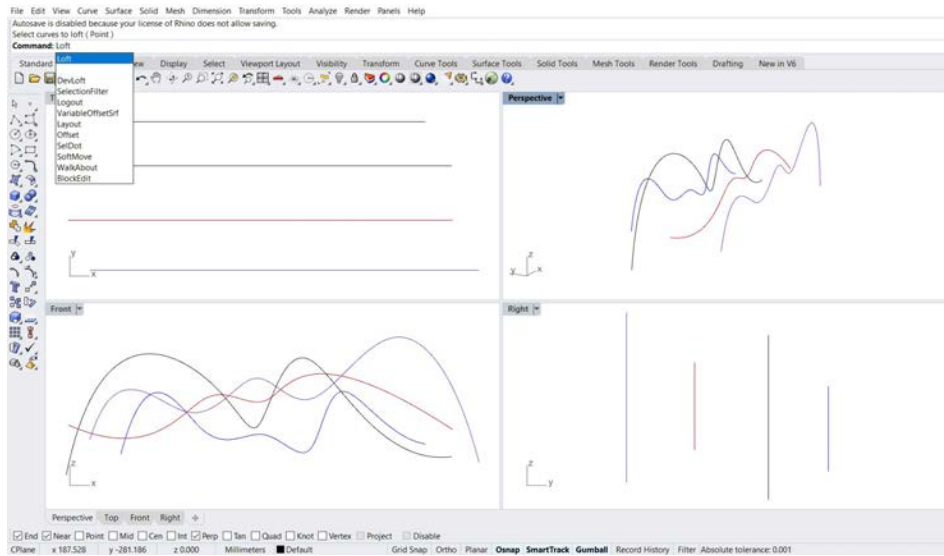 File Edit View Curve Surface Solid Mesh Dimension Transform Tools Analyze Render Panels Help
Autosave is disabled because your license of Rhino does not allow saving.
Select curves to loft ( Point )
Command: Loft
Standard ew Display Select Viewport Layout Visibility Transform Curve Tools Surface Tools Solid Tools Mesh Tools Render Tools Drafting New in V6
Loft
DevLoft
SelectionFilter
Logout
VariableOffsetSrf
Layout
Offset
SelDot
SoftMove
WalkAbout
BlockEdit
T
Perspective
y
x
z
y x
Front
Right
z
x
z
y
Perspective Top Front Right
End Near Point Mid Cen Int Perp Tan Quad Knot Vertex Project Disable
CPlane x 187.528 y -281.186 z 0.000 Millimeters Default Grid Snap Ortho Planar Osnap SmartTrack Gumball Record History Filter Absolute tolerance: 0.001